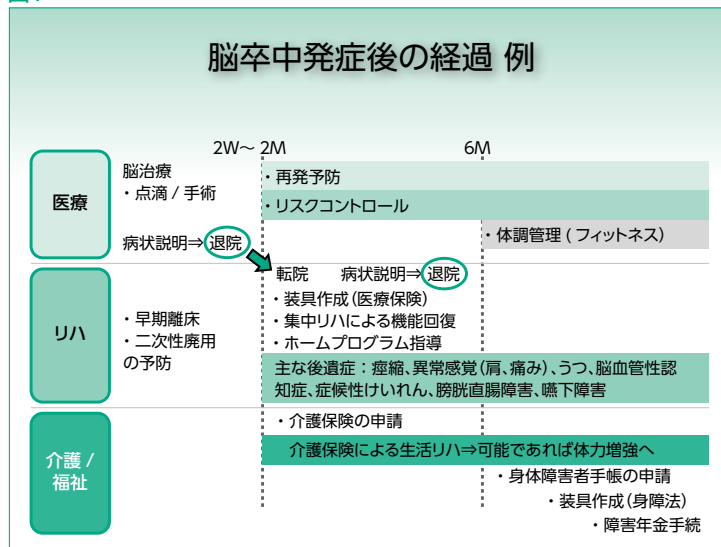 脳卒中発症後の経過 例
2W～ 2M
6M
医療
脳治療
・点滴 / 手術
病状説明⇒退院
・再発予防
・リスクコントロール
・体調管理 ( フィットネス )
リハ
・早期離床
・二次性廃用
の予防
転院　病状説明⇒退院
・装具作成 (医療保険)
・集中リハによる機能回復
・ホームプログラム指導
主な後遺症：痙縮、異常感覚 (肩、痛み)、うつ、脳血管性認
知症、症候性けいれん、膀胱直腸障害、嚥下障害
介護 /
福祉
・介護保険の申請
介護保険による生活リハ⇒可能であれば体力増強へ
・身体障害者手帳の申請
・装具作成 (身障法)
・障害年金手続